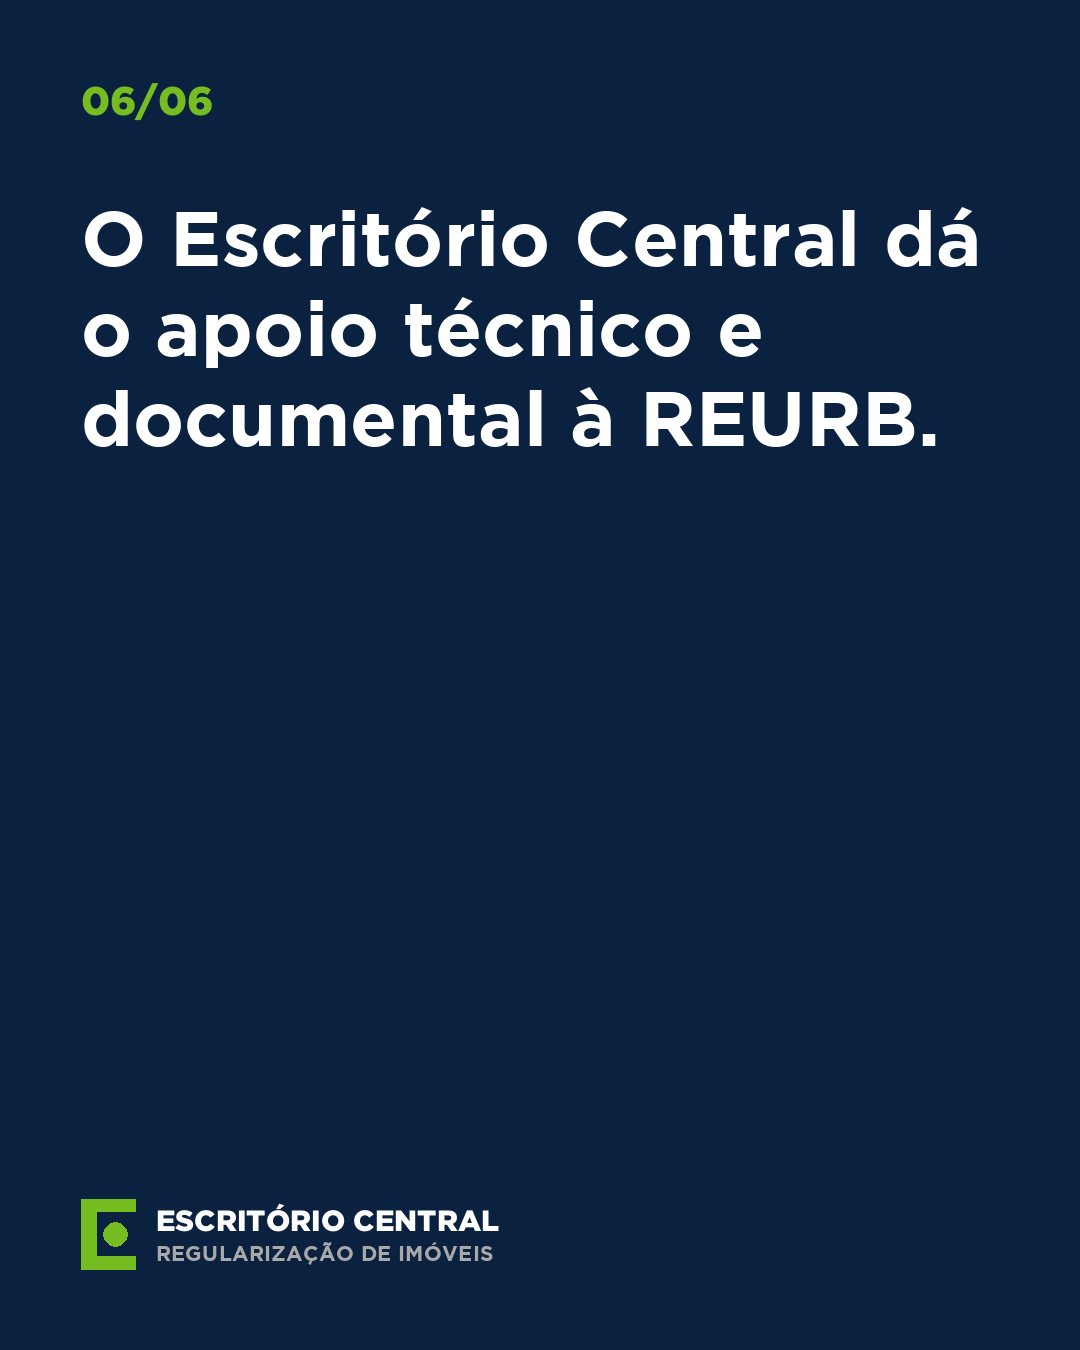 06/06
O Escritório Central dá
o apoio técnico e
documental à REURB.
ESCRITÓRIO CENTRAL
REGULARIZAÇÃO DE IMÓVEIS